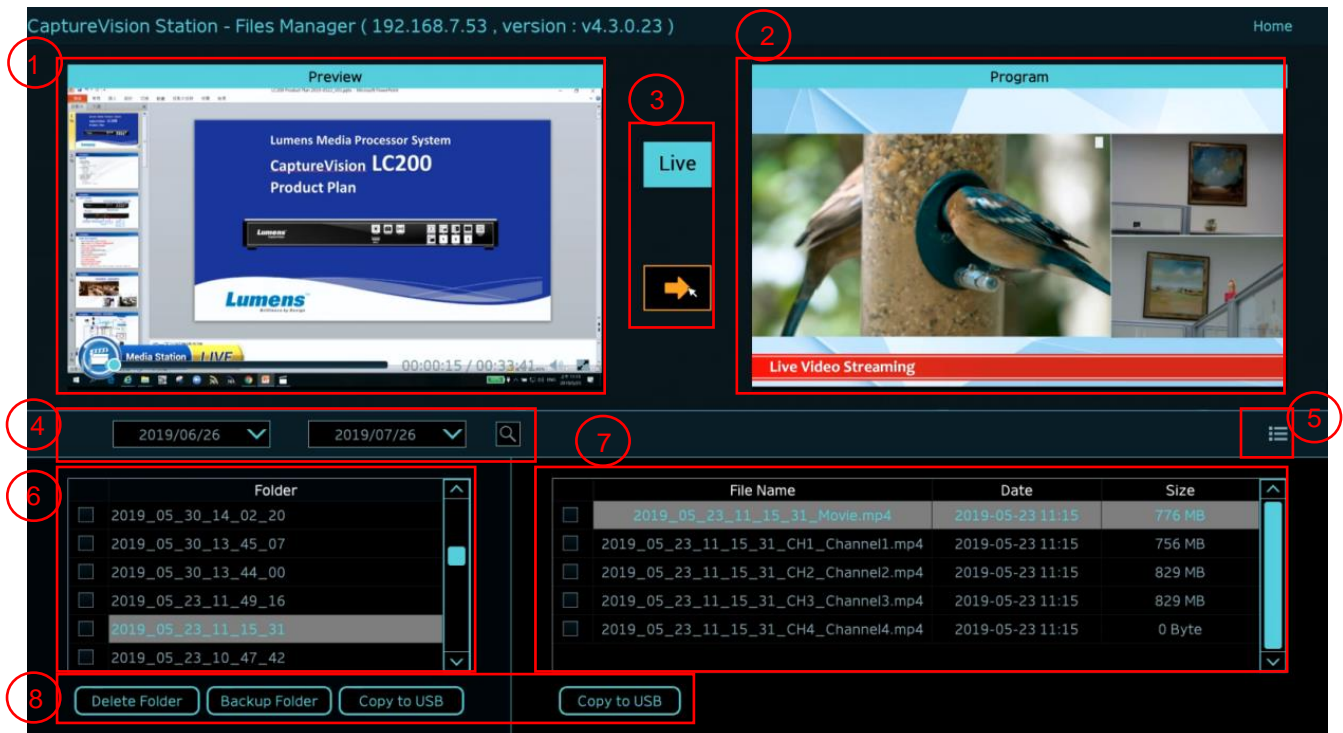 CaptureVision Station - Files Manager ( 192.168.7.53 , version : v4.3.0.23 )
Home
1
2
3
Preview
Program
Lumens Media Processor System
CaptureVision LC200
Product Plan
Lumens
Lumens
Media Station
LIVE
00:00:15 / 00:33:41
Live
Live Video Streaming
4
2019/06/26
2019/07/26
7
5
6
Folder
2019_05_30_14_02_20
2019_05_30_13_45_07
2019_05_30_13_44_00
2019_05_23_11_49_16
2019_05_23_11_15_31
2019_05_23_10_47_42
File Name Date Size
2019_05_23_11_15_31_Movie.mp4 2019-05-23 11:15 776 MB
2019_05_23_11_15_31_CH1_Channel1.mp4 2019-05-23 11:15 756 MB
2019_05_23_11_15_31_CH2_Channel2.mp4 2019-05-23 11:15 829 MB
2019_05_23_11_15_31_CH3_Channel3.mp4 2019-05-23 11:15 829 MB
2019_05_23_11_15_31_CH4_Channel4.mp4 2019-05-23 11:15 0 Byte
8
Delete Folder
Backup Folder
Copy to USB
Copy to USB